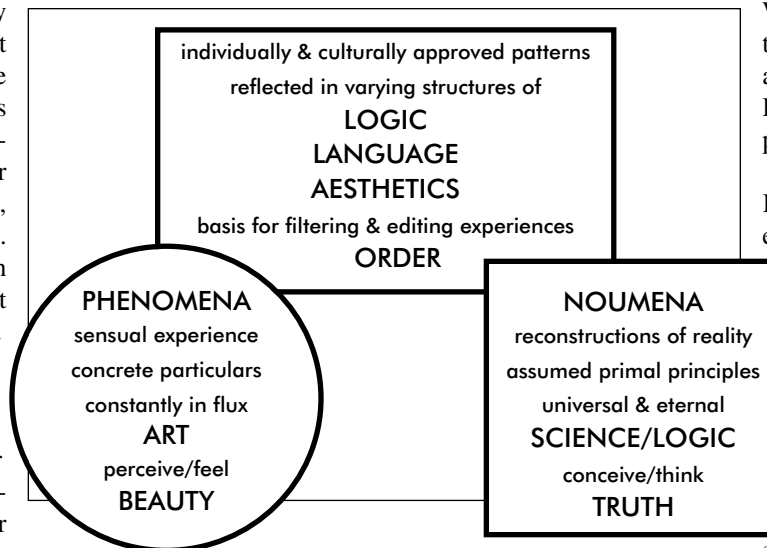 individually & culturally approved patterns
reflected in varying structures of
LOGIC
LANGUAGE
AESTHETICS
basis for filtering & editing experiences
ORDER
PHENOMENA
sensual experience
concrete particulars
constantly in flux
ART
perceive/feel
BEAUTY
NOUMENA
reconstructions of reality
assumed primal principles
universal & eternal
SCIENCE/LOGIC
conceive/think
TRUTH